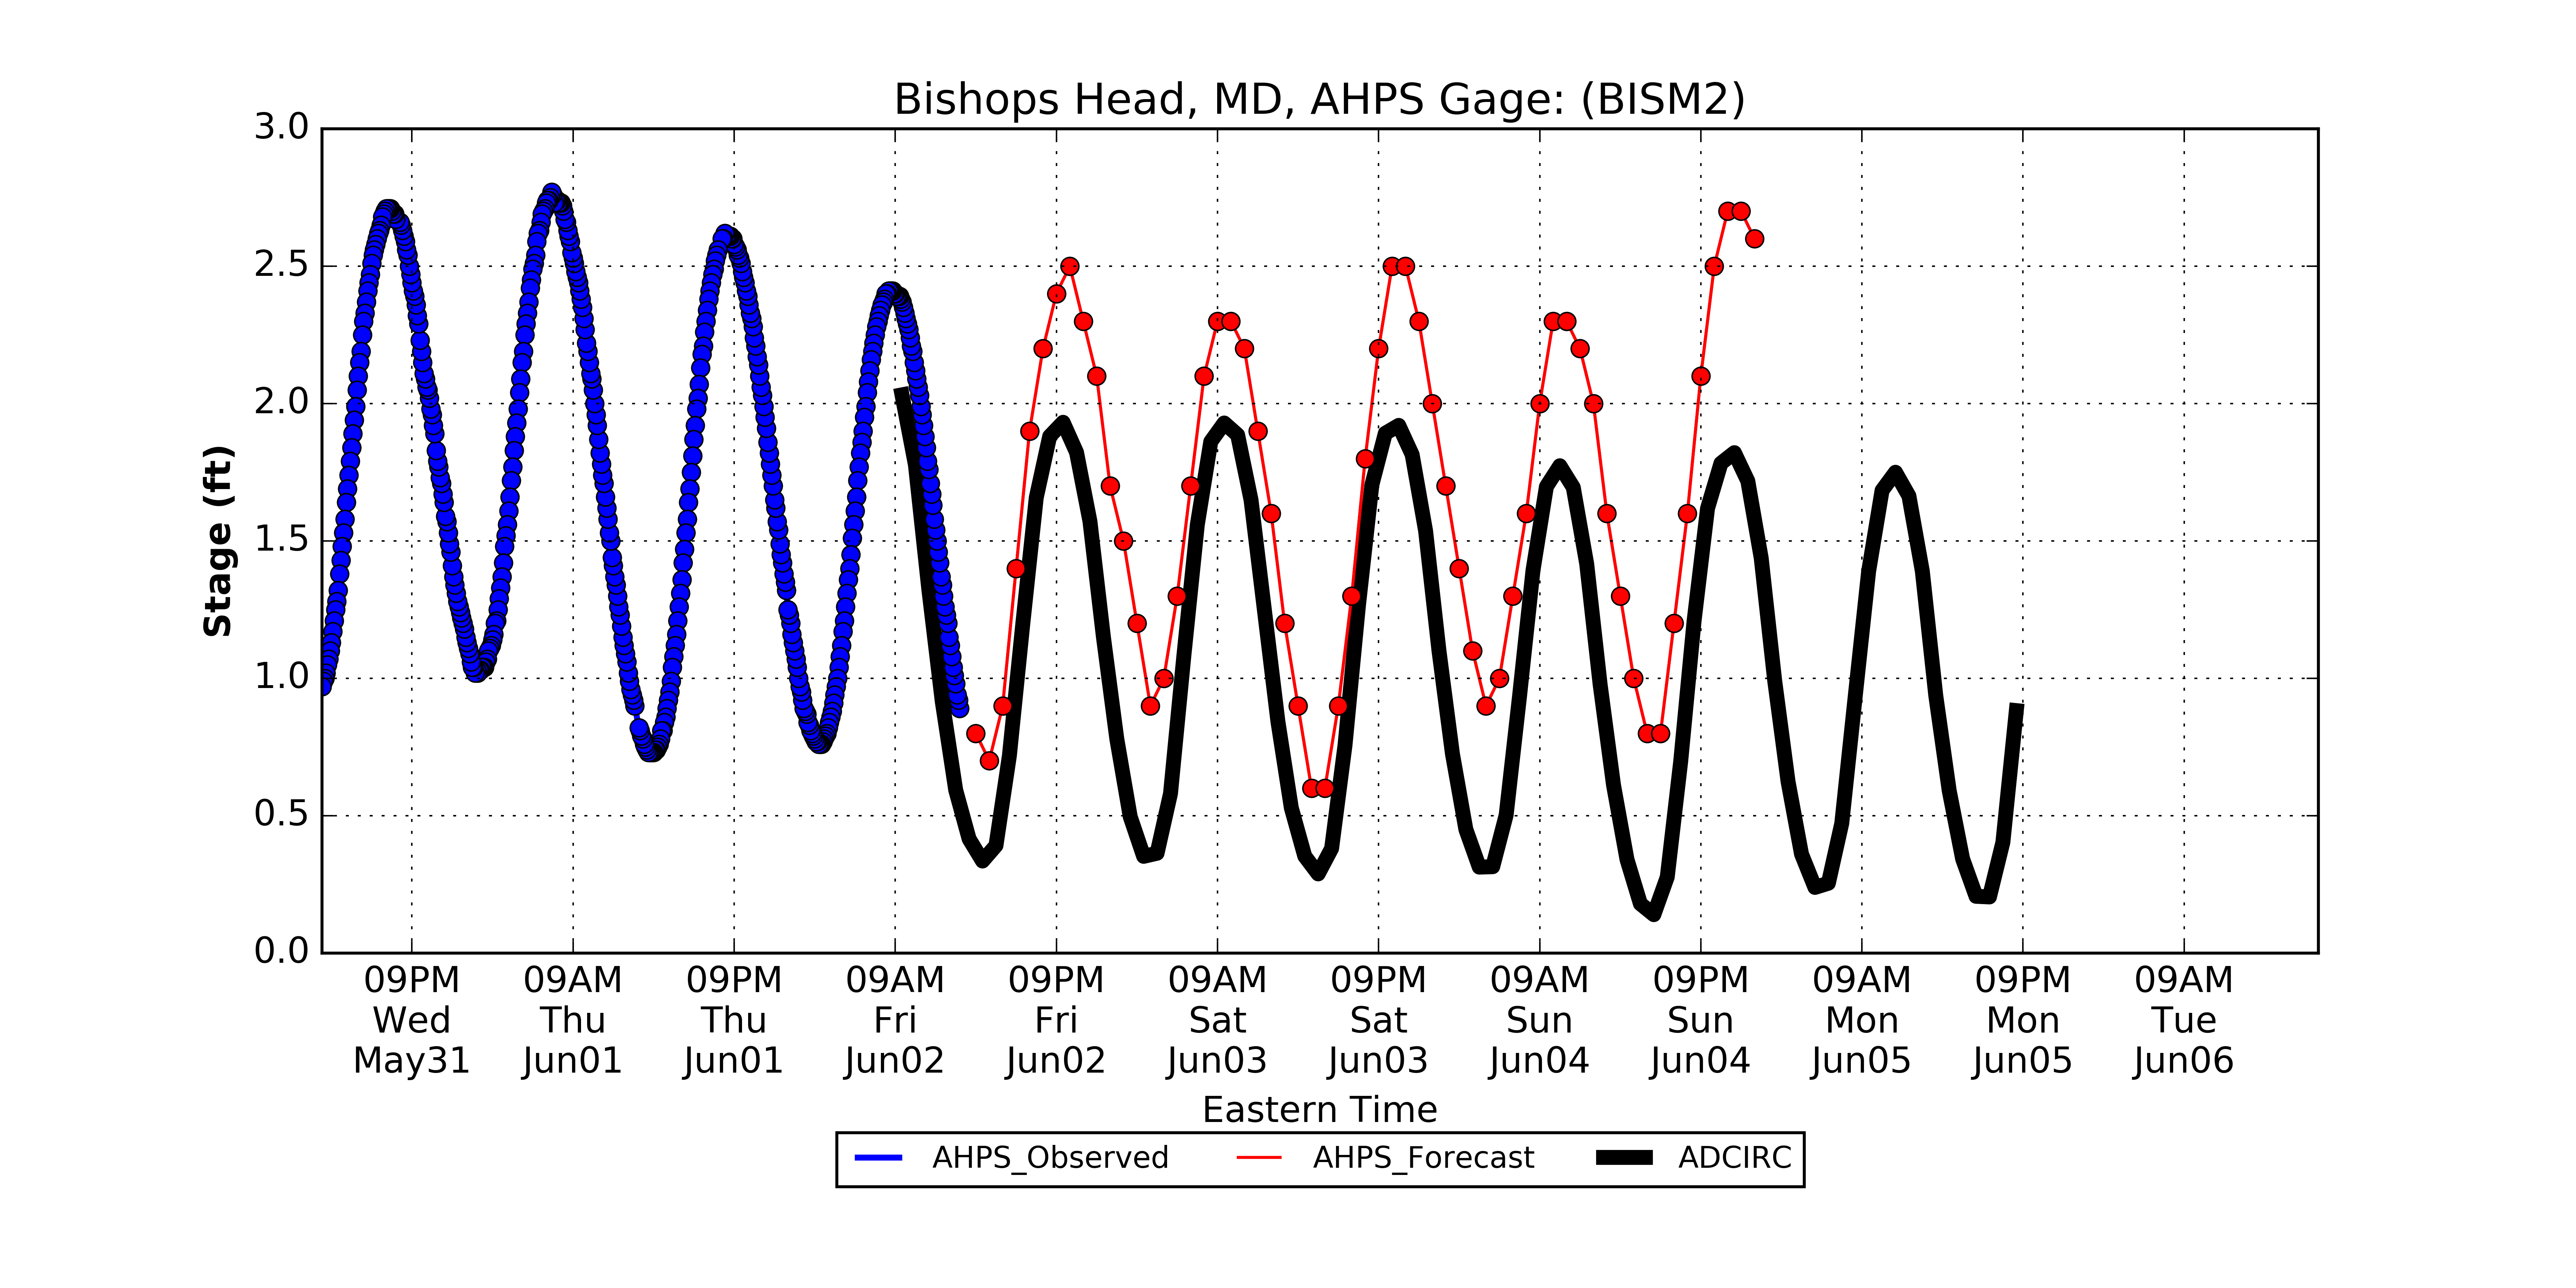 Bishops Head, MD, AHPS Gage: (BISM2)
3.0
2.5
2.0
1.5
1.0
0.5
0.0
Stage (ft)
09PM 09AM 09PM 09AM 09PM 09AM 09PM 09AM 09PM 09AM 09PM 09AM
Wed Thu Thu Fri Fri Sat Sat Sun Sun Mon Mon Tue
May31 Jun01 Jun01 Jun02 Jun02 Jun03 Jun03 Jun04 Jun04 Jun05 Jun05 Jun06
Eastern Time
AHPS_Observed AHPS_Forecast ADCIRC